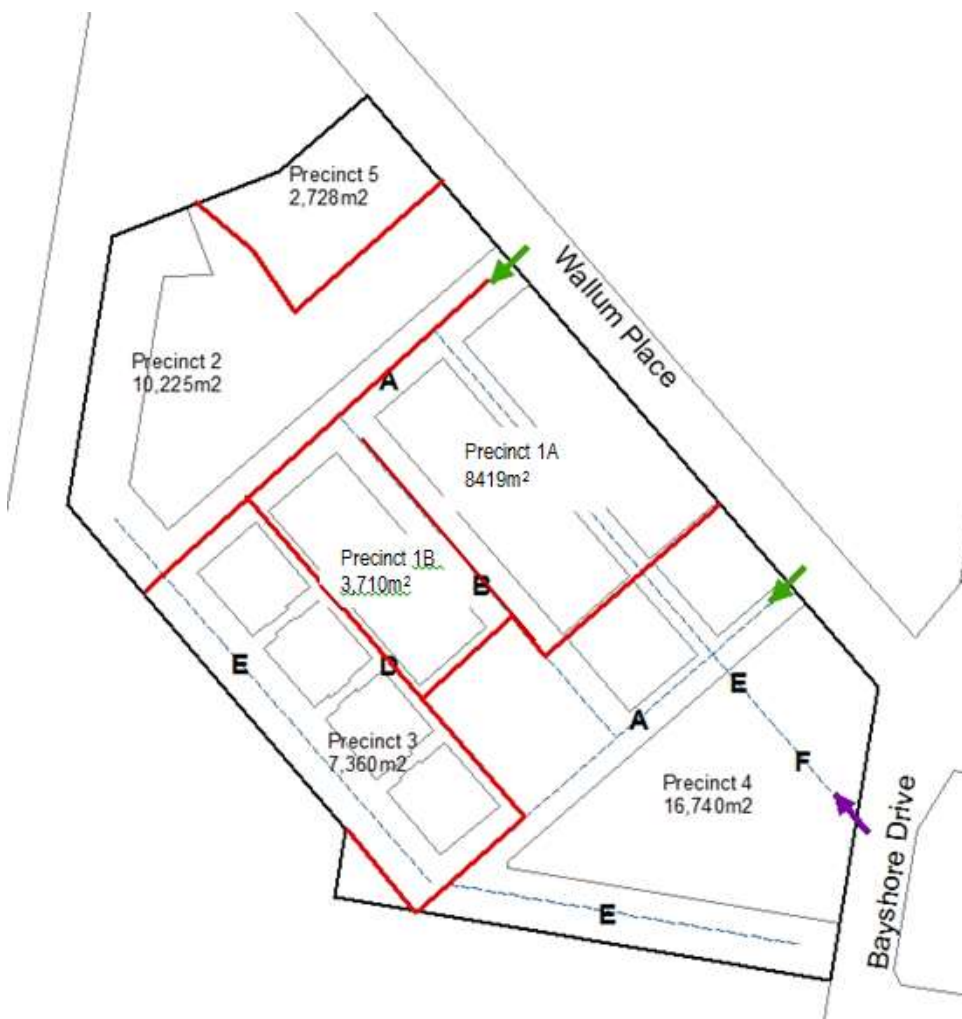 Precinct 5
2,728m2
Wallum Place
Precinct 2
10,225m2
A
Precinct 1A
8419m²
Precinct 1B
3,710m²
B
E
D
E
A
Precinct 3
7,360m2
F
Precinct 4
16,740m2
Bayshore Drive
E